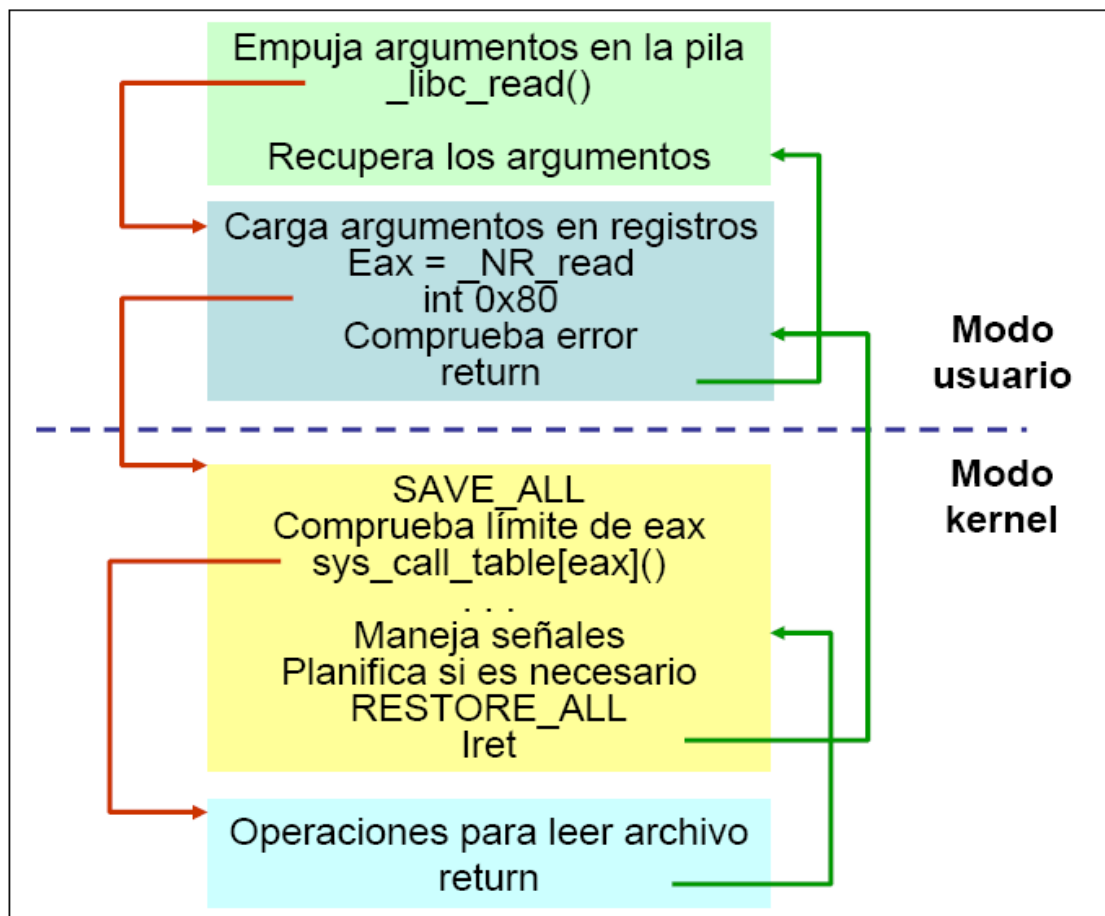 Empuja argumentos en la pila
_libc_read()
Recupera los argumentos
Carga argumentos en registros
Eax = _NR_read
int 0x80
Comprueba error
return
Modo
usuario
Modo
kernel
SAVE_ALL
Comprueba límite de eax
sys_call_table[eax]()
. . .
Maneja señales
Planifica si es necesario
RESTORE_ALL
Iret
Operaciones para leer archivo
return